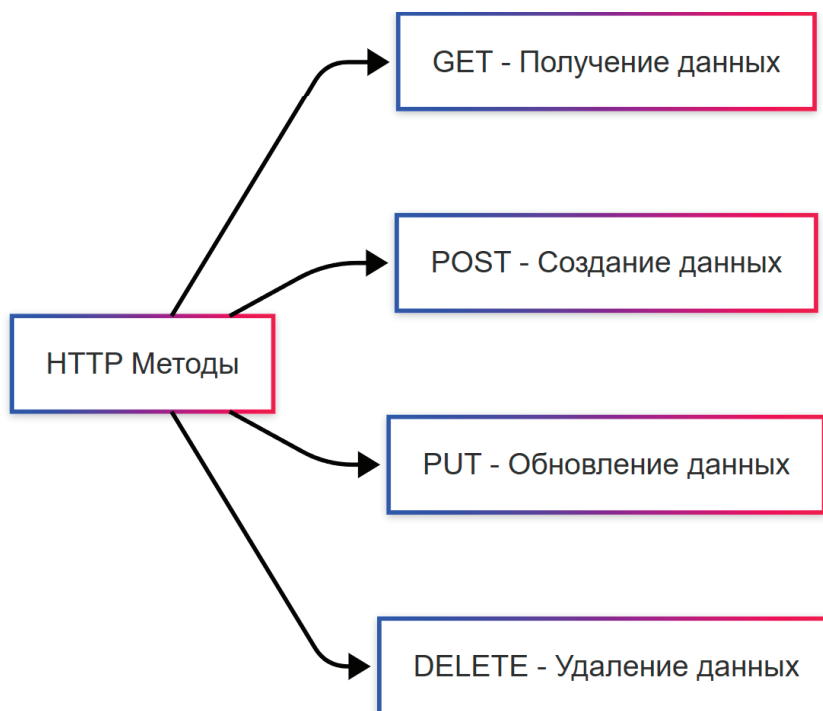 GET - Получение данных
POST - Создание данных
HTTP Методы
PUT - Обновление данных
DELETE - Удаление данных